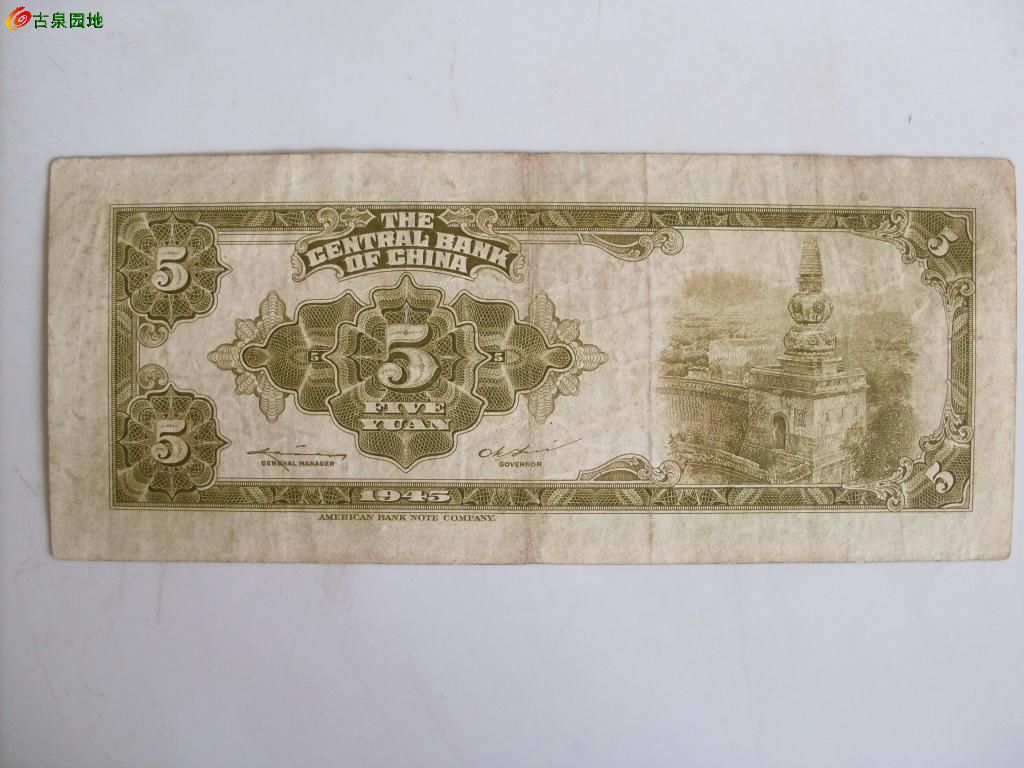 古泉园地
THE
CENTRAL BANK
OF CHINA
5
5
5
5 5 5
FIVE
YUAN
5
5
GENERAL MANAGER
GOVERNOR
1945
AMERICAN BANK NOTE COMPANY.